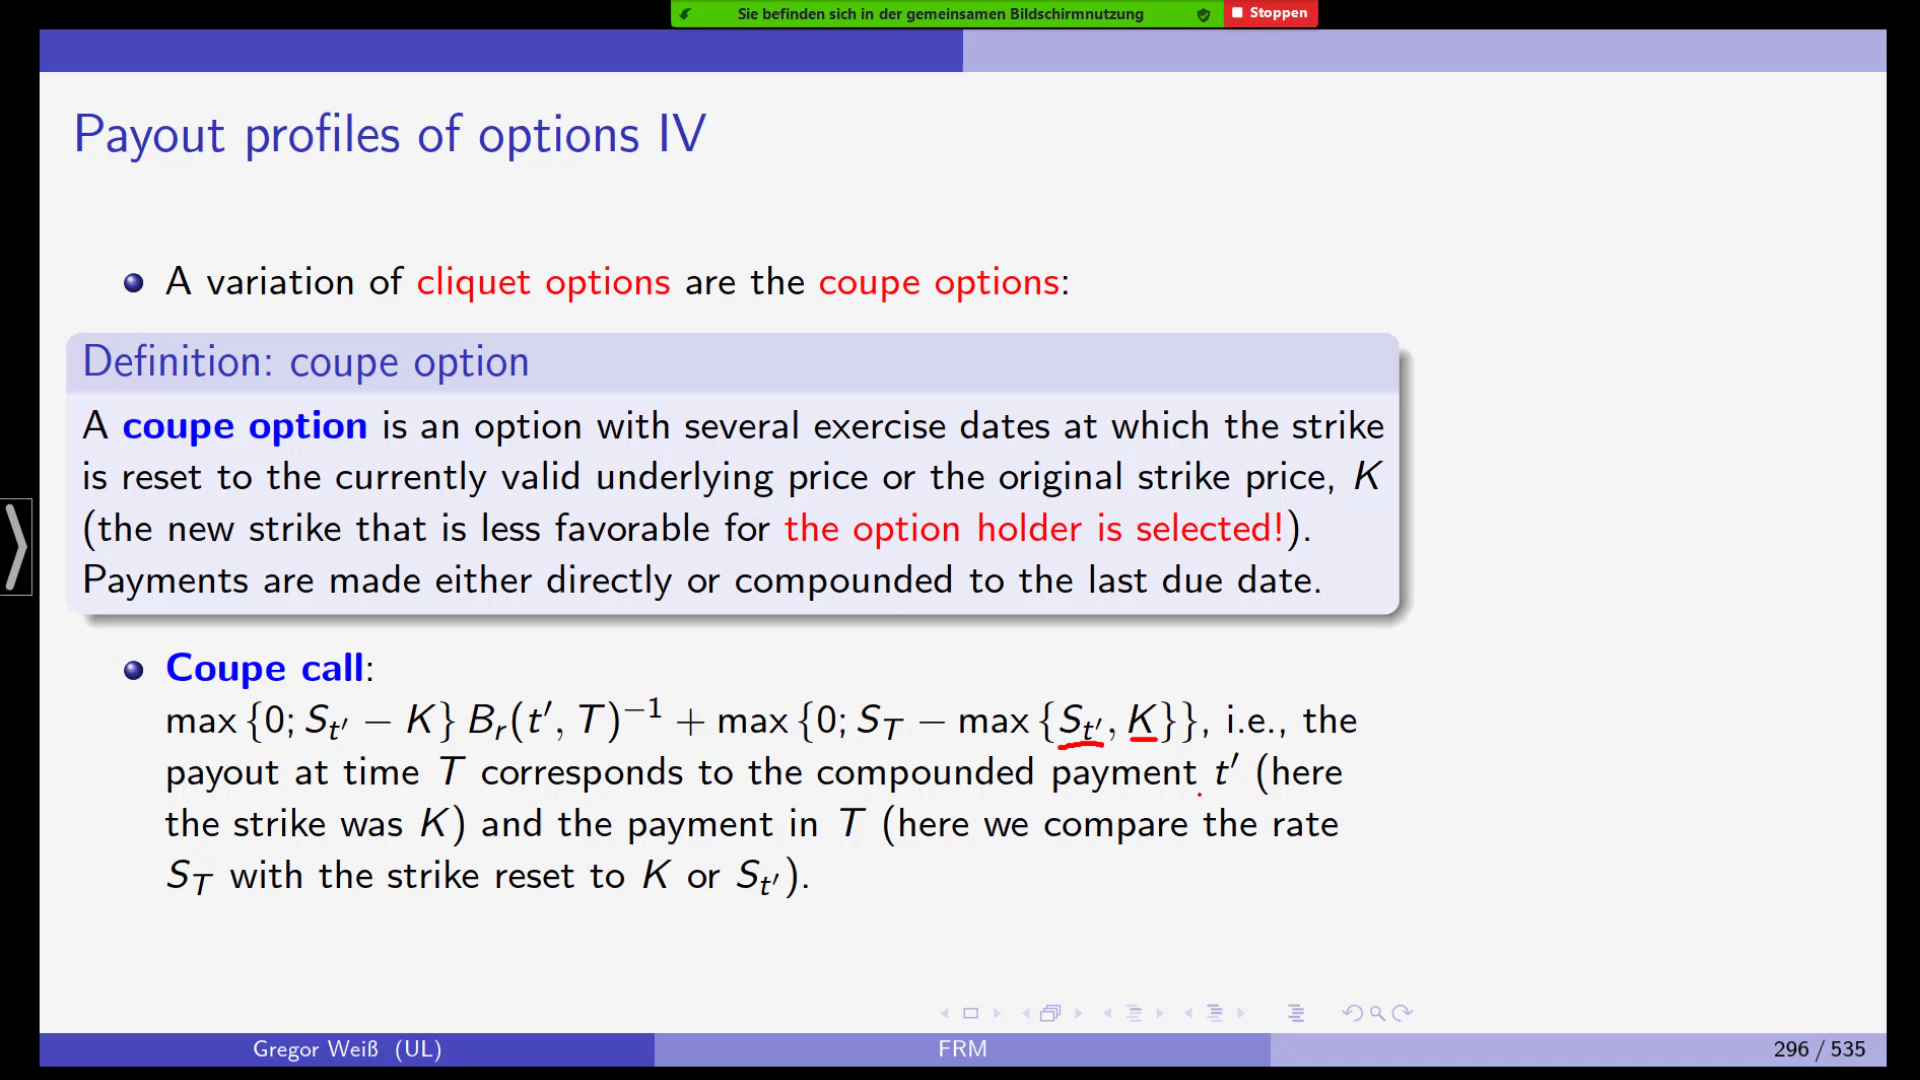 Sie befinden sich in der gemeinsamen Bildschirmnutzung
Stoppen
Payout profiles of options IV
A variation of cliquet options are the coupe options:
Definition: coupe option
A coupe option is an option with several exercise dates at which the strike
is reset to the currently valid underlying price or the original strike price, K
(the new strike that is less favorable for the option holder is selected!).
Payments are made either directly or compounded to the last due date.
Coupe call:
max {0; S_{t′} − K} B_r(t′, T)^{−1} + max {0; S_T − max {S_{t′}, K}}, i.e., the
payout at time T corresponds to the compounded payment t′ (here
the strike was K) and the payment in T (here we compare the rate
S_T with the strike reset to K or S_{t′}).
Gregor Weiß (UL)
FRM
296 / 535